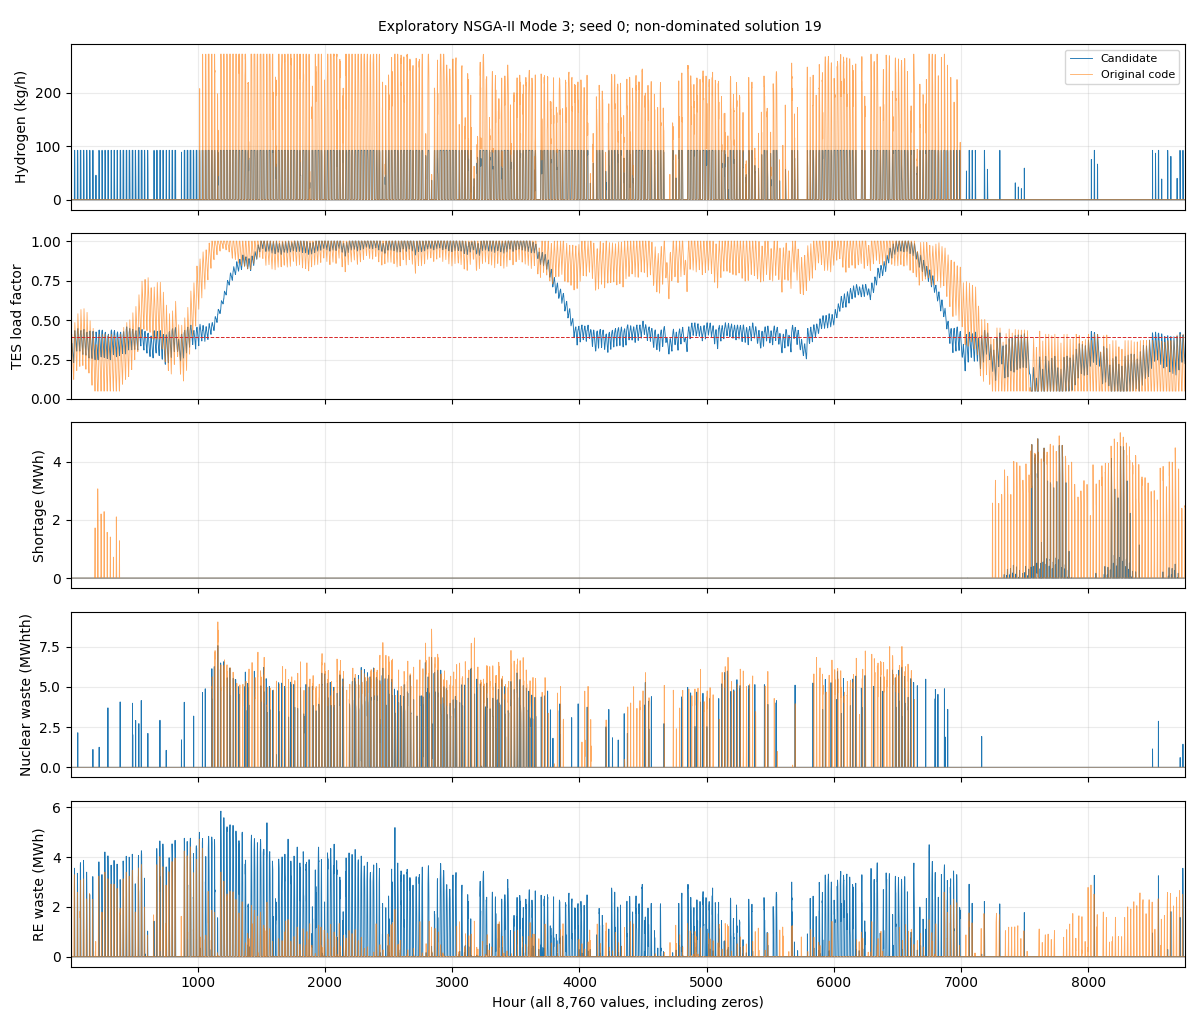 Exploratory NSGA-II Mode 3; seed 0; non-dominated solution 19
Hydrogen (kg/h)
200
100
0
Candidate
Original code
TES load factor
1.00
0.75
0.50
0.25
0.00
Shortage (MWh)
4
2
0
Nuclear waste (MWhth)
7.5
5.0
2.5
0.0
RE waste (MWh)
6
4
2
0
1000 2000 3000 4000 5000 6000 7000 8000
Hour (all 8,760 values, including zeros)